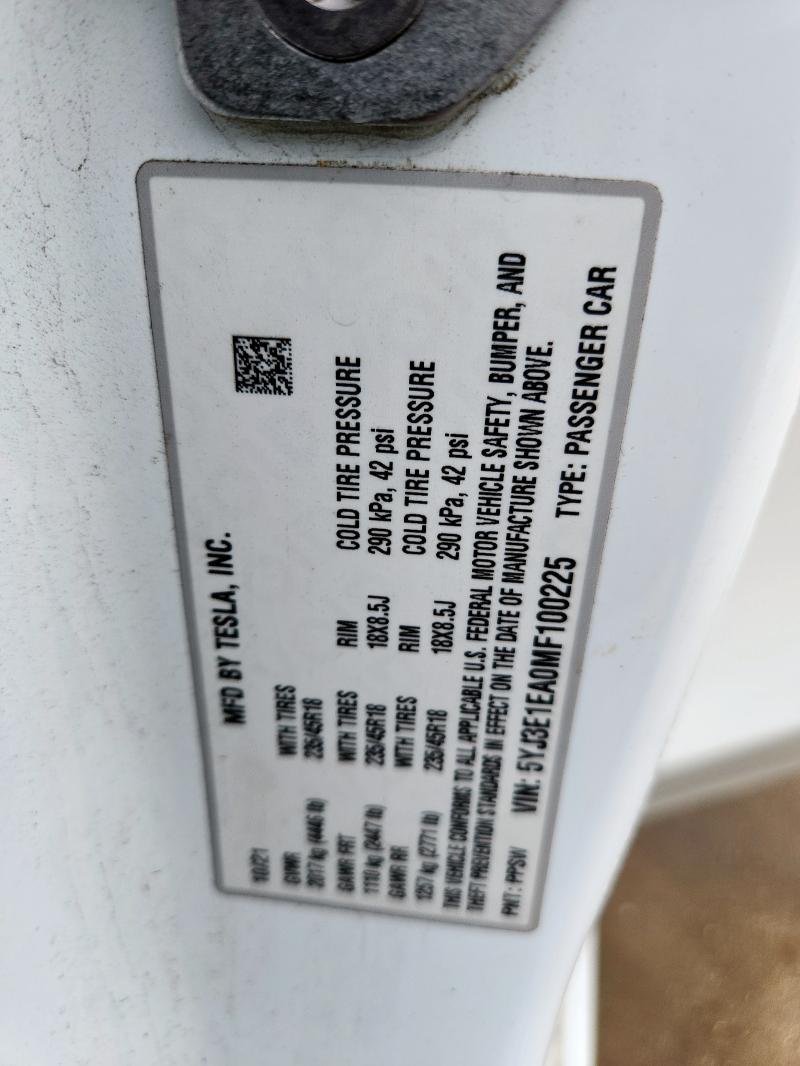 MFD BY TESLA, INC.
10/21
GVWR WITH TIRES
2017 kg (4446 lb) 235/45R18
GAWR FRT WITH TIRES RIM COLD TIRE PRESSURE
1110 kg (2447 lb) 235/45R18 18X8.5J 290 kPa, 42 psi
GAWR RR WITH TIRES RIM COLD TIRE PRESSURE
1257 kg (2771 lb) 235/45R18 18X8.5J 290 kPa, 42 psi
THIS VEHICLE CONFORMS TO ALL APPLICABLE U.S. FEDERAL MOTOR VEHICLE SAFETY, BUMPER, AND
THEFT PREVENTION STANDARDS IN EFFECT ON THE DATE OF MANUFACTURE SHOWN ABOVE.
PNT: PPSW VIN: 5YJ3E1EA0MF100225 TYPE: PASSENGER CAR